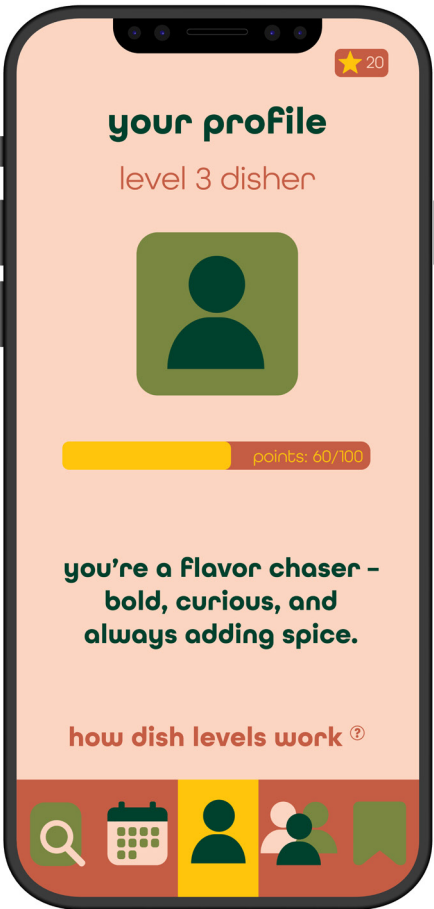 20
your profile
level 3 disher
points: 60/100
you’re a flavor chaser –
bold, curious, and
always adding spice.
how dish levels work ?